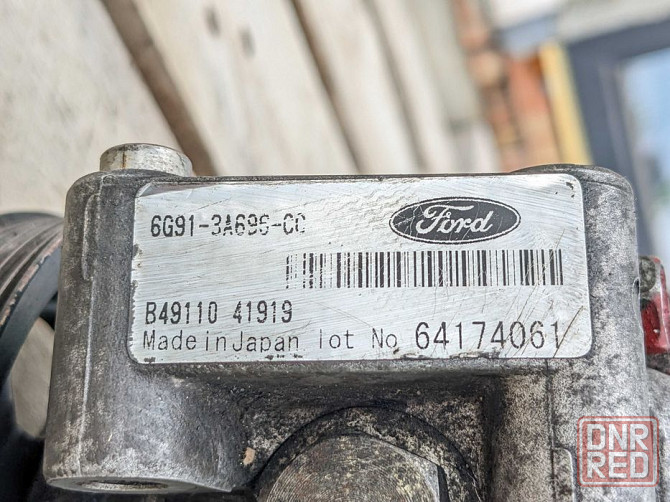 6G91-3A696-CC
Ford
B49110 41919
Made in Japan lot No 64174061
DNR
RED